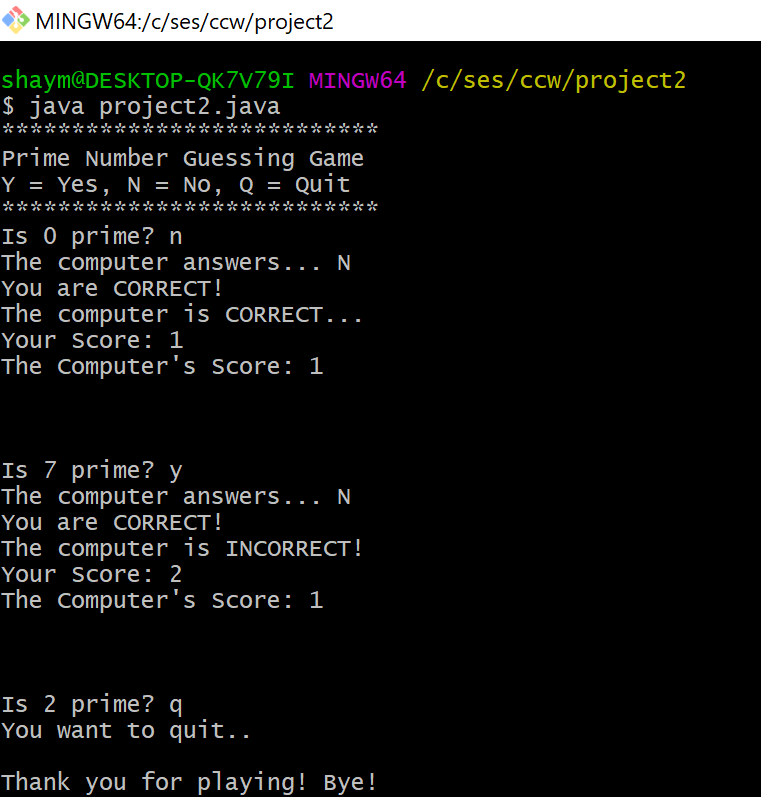 MINGW64:/c/ses/ccw/project2
shaym@DESKTOP-QK7V79I MINGW64 /c/ses/ccw/project2
$ java project2.java
***************************
Prime Number Guessing Game
Y = Yes, N = No, Q = Quit
***************************
Is 0 prime? n
The computer answers... N
You are CORRECT!
The computer is CORRECT...
Your Score: 1
The Computer's Score: 1
Is 7 prime? y
The computer answers... N
You are CORRECT!
The computer is INCORRECT!
Your Score: 2
The Computer's Score: 1
Is 2 prime? q
You want to quit..
Thank you for playing! Bye!